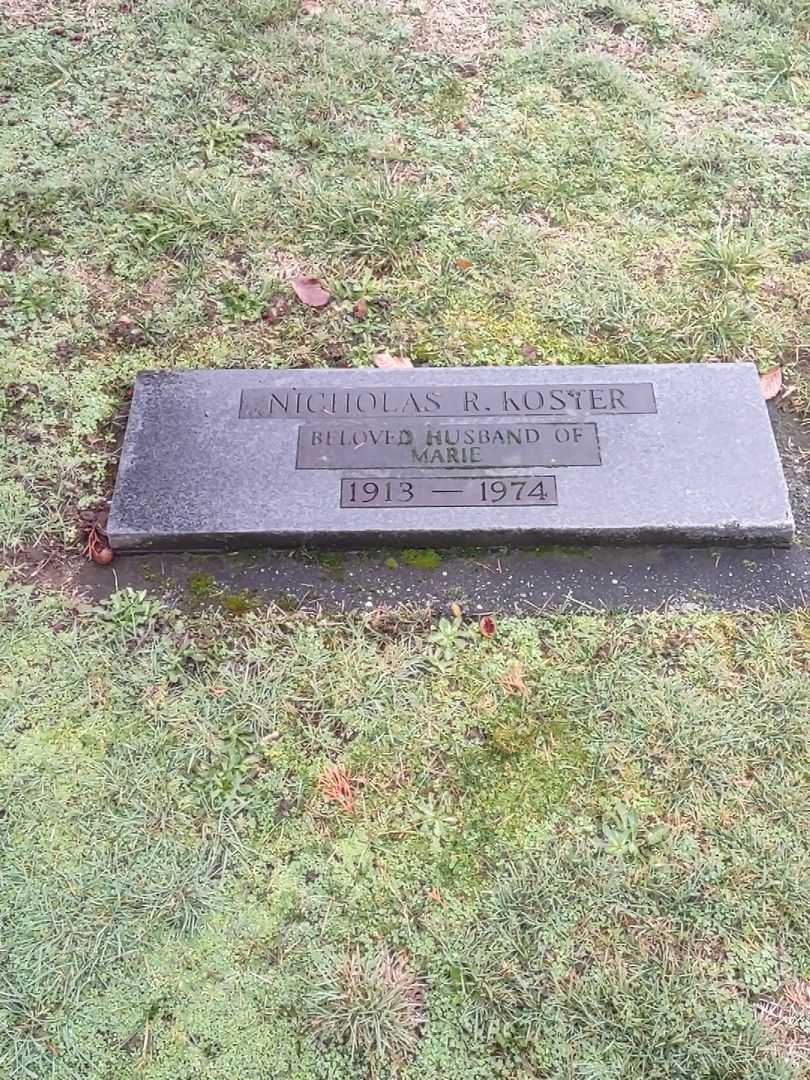 NICHOLAS R. KOSTER
BELOVED HUSBAND OF
MARIE
1913 — 1974